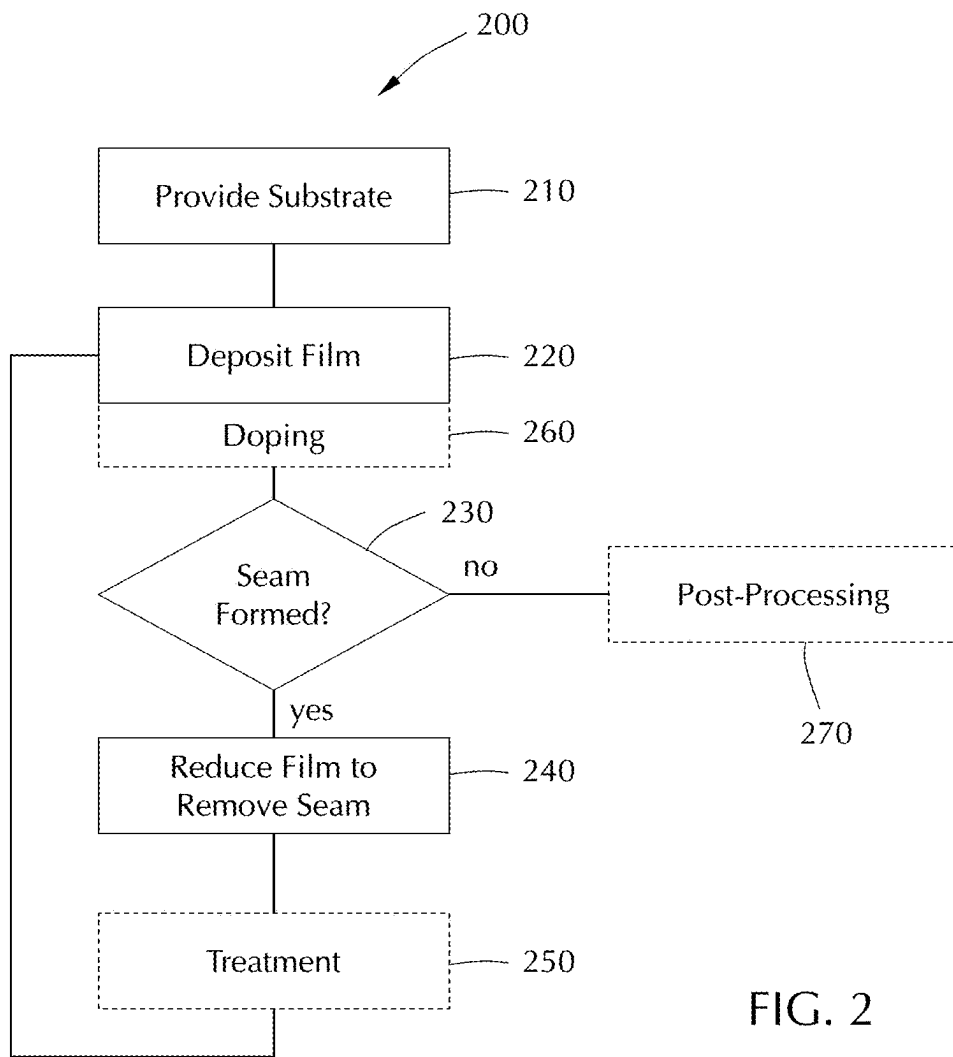 200
Provide Substrate
210
Deposit Film
220
Doping
260
230
Seam
Formed?
no
Post-Processing
270
yes
Reduce Film to
Remove Seam
240
Treatment
250
FIG. 2